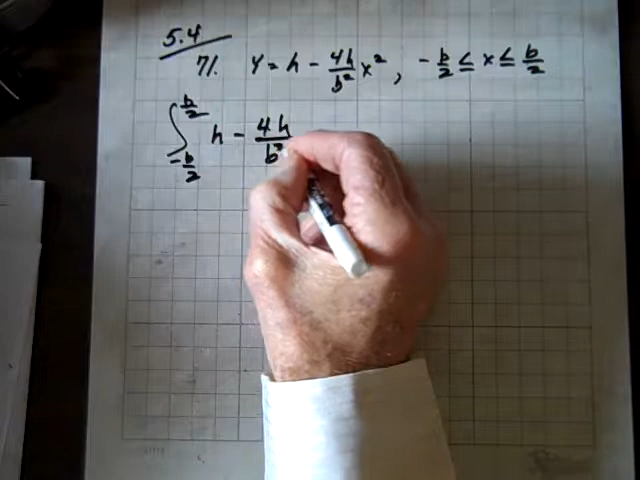 5.4
71. y = h - 4h/b² x², -b/2 ≤ x ≤ b/2
∫_{-b/2}^{b/2} h - 4h/b²